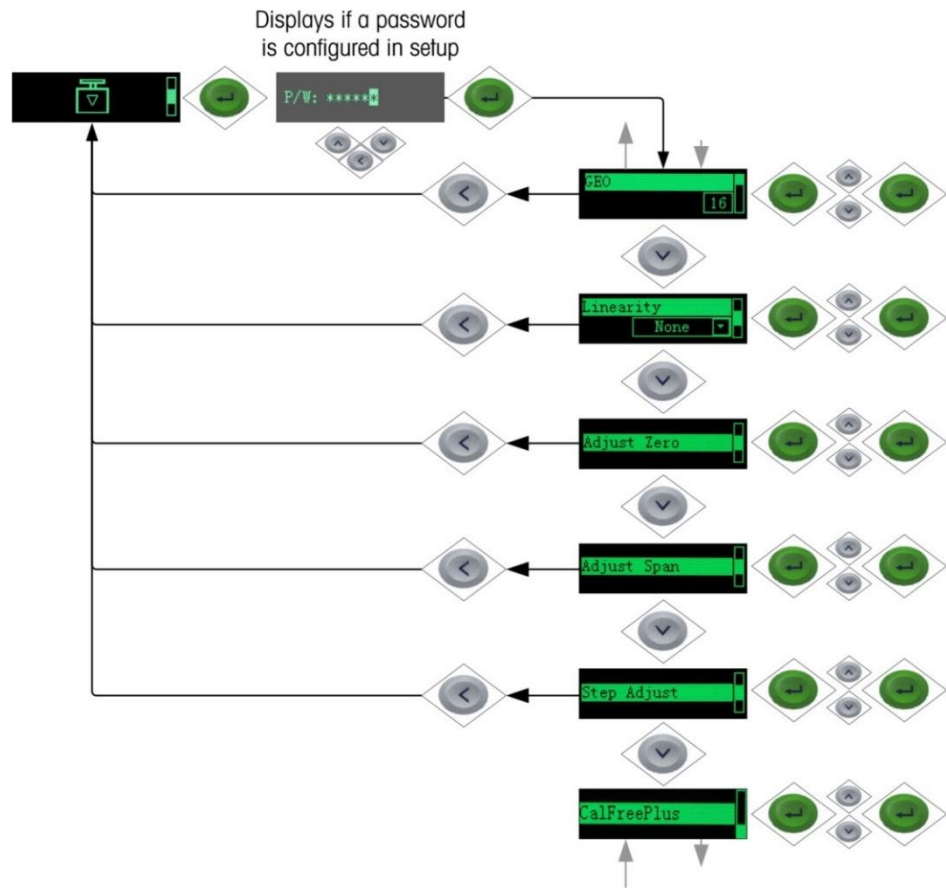 Displays if a password
is configured in setup
P/W: ******
GEO
16
Linearity
None
Adjust Zero
Adjust Span
Step Adjust
CalFreePlus